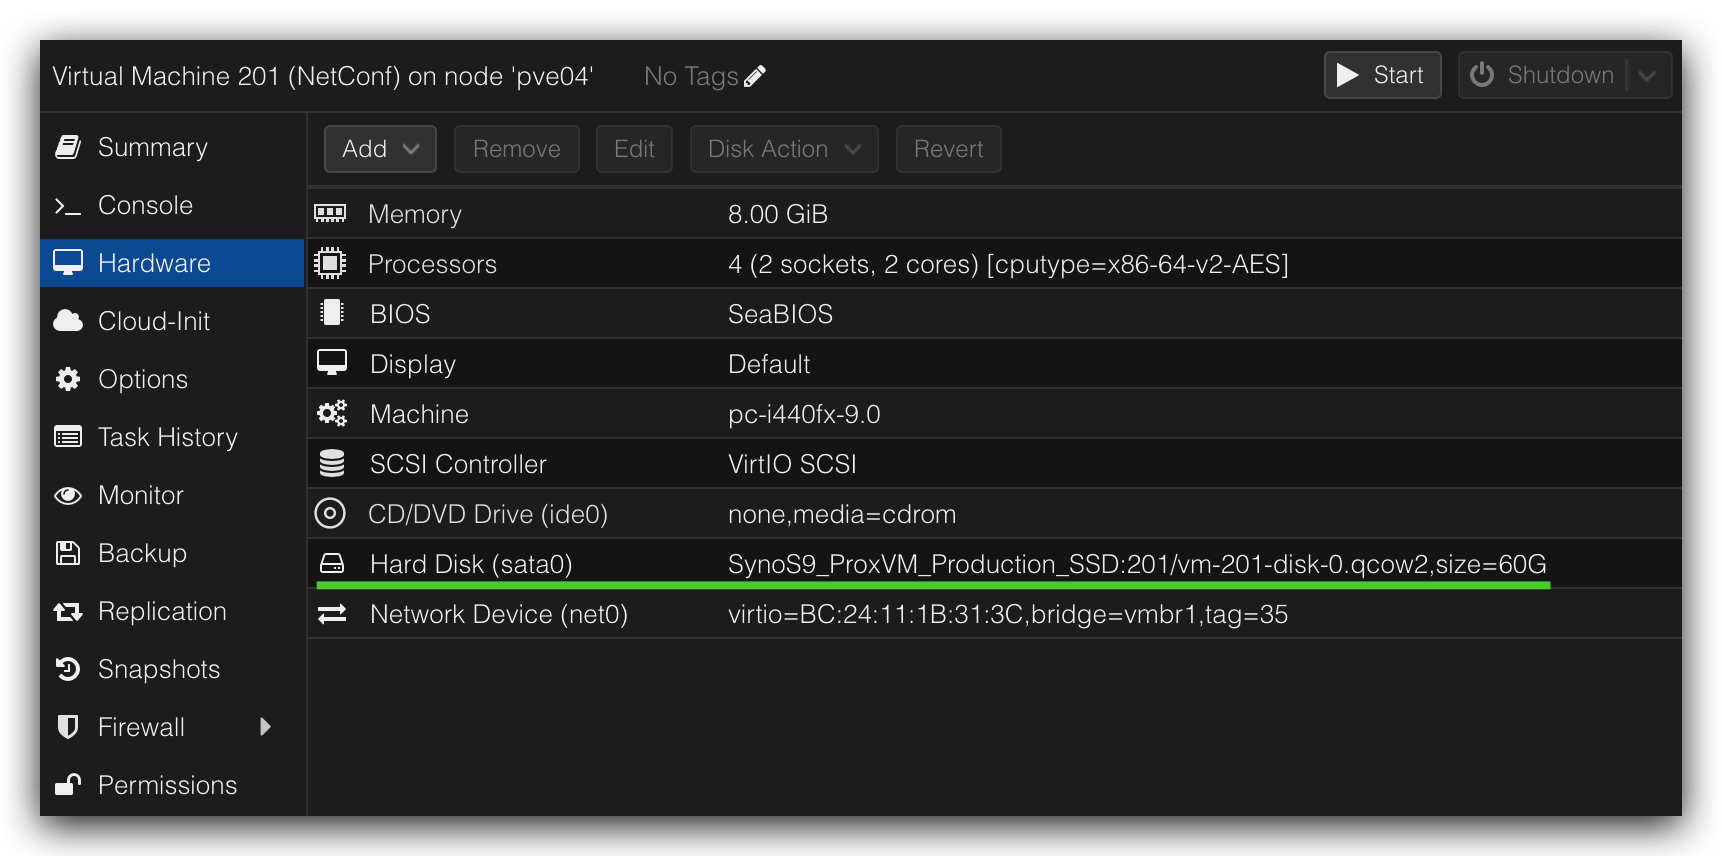 Virtual Machine 201 (NetConf) on node 'pve04' No Tags Start Shutdown
Add Remove Edit Disk Action Revert
Summary
Console
Hardware
Cloud-Init
Options
Task History
Monitor
Backup
Replication
Snapshots
Firewall
Permissions
Memory 8.00 GiB
Processors 4 (2 sockets, 2 cores) [cputype=x86-64-v2-AES]
BIOS SeaBIOS
Display Default
Machine pc-i440fx-9.0
SCSI Controller VirtIO SCSI
CD/DVD Drive (ide0) none,media=cdrom
Hard Disk (sata0) SynoS9_ProxVM_Production_SSD:201/vm-201-disk-0.qcow2,size=60G
Network Device (net0) virtio=BC:24:11:1B:31:3C,bridge=vmbr1,tag=35